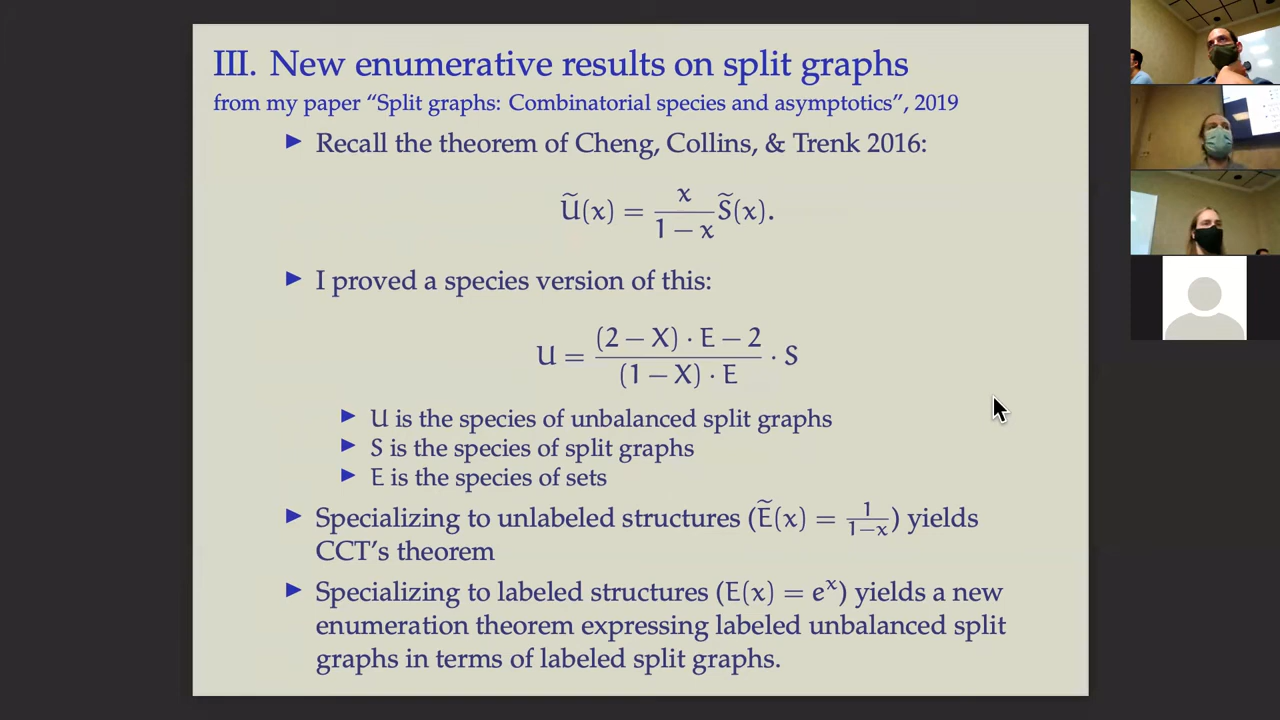 III. New enumerative results on split graphs
from my paper “Split graphs: Combinatorial species and asymptotics”, 2019
▶ Recall the theorem of Cheng, Collins, & Trenk 2016:
Ũ(x) = x / (1 − x) S̃(x).
▶ I proved a species version of this:
U = ((2 − X) · E − 2) / ((1 − X) · E) · S
▶ U is the species of unbalanced split graphs
▶ S is the species of split graphs
▶ E is the species of sets
▶ Specializing to unlabeled structures (Ẽ(x) = 1/(1−x)) yields
CCT’s theorem
▶ Specializing to labeled structures (E(x) = eˣ) yields a new
enumeration theorem expressing labeled unbalanced split
graphs in terms of labeled split graphs.